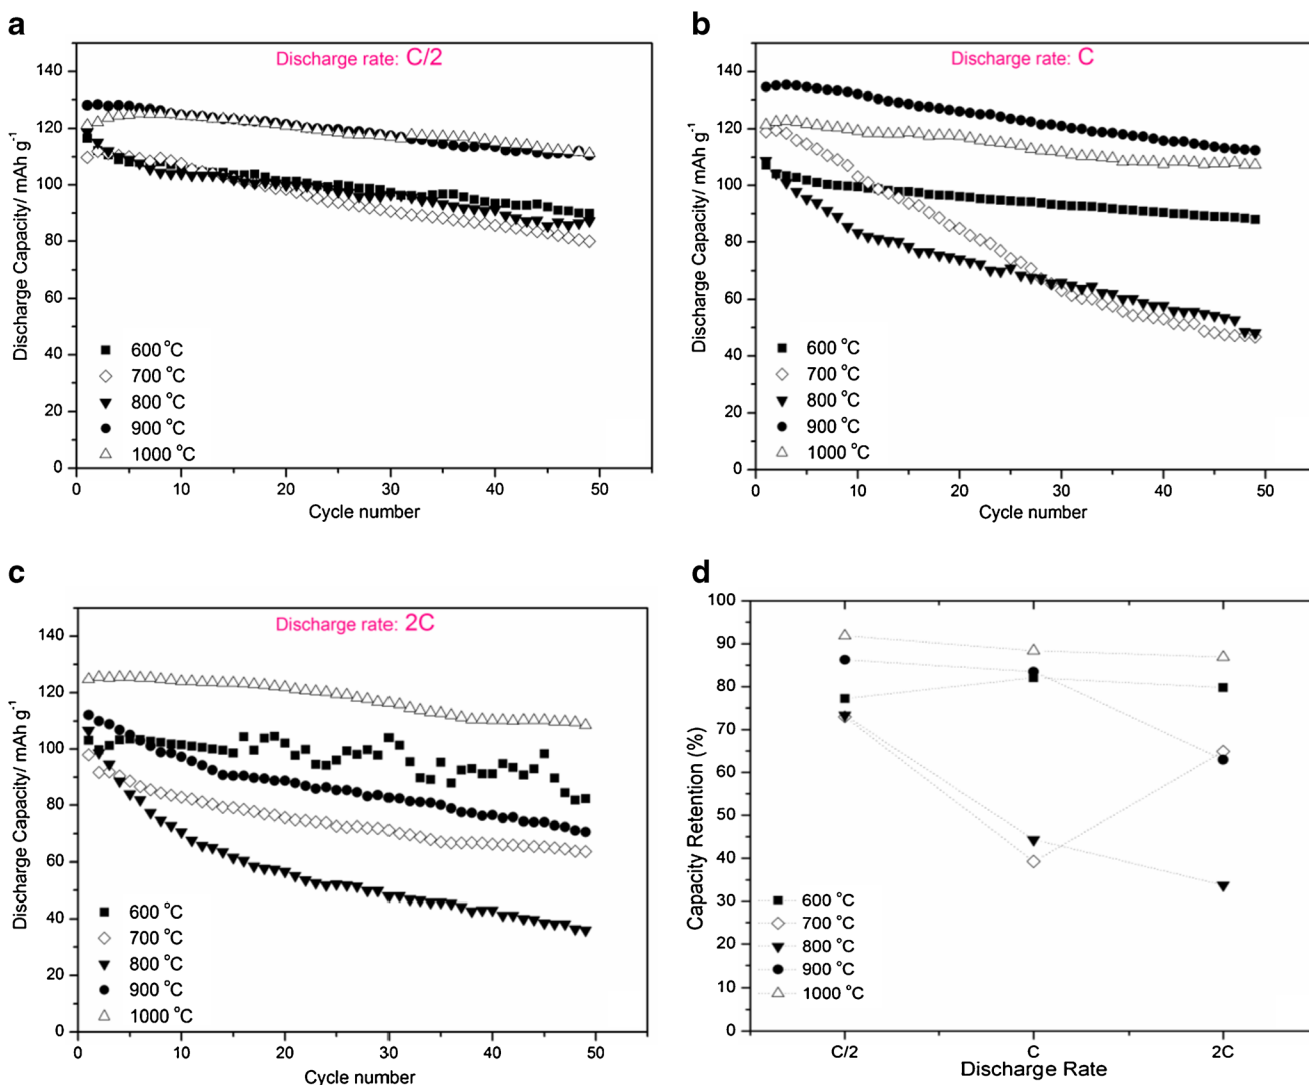 a
Discharge rate: C/2
Discharge Capacity/ mAh g-1
140
120
100
80
60
40
20
0
600 °C
700 °C
800 °C
900 °C
1000 °C
0 10 20 30 40 50
Cycle number
b
Discharge rate: C
Discharge Capacity/ mAh g-1
140
120
100
80
60
40
20
0
600 °C
700 °C
800 °C
900 °C
1000 °C
0 10 20 30 40 50
Cycle number
c
Discharge rate: 2C
Discharge Capacity/ mAh g-1
140
120
100
80
60
40
20
0
600 °C
700 °C
800 °C
900 °C
1000 °C
0 10 20 30 40 50
Cycle number
d
Capacity Retention (%)
100
90
80
70
60
50
40
30
20
10
0
600 °C
700 °C
800 °C
900 °C
1000 °C
C/2 C 2C
Discharge Rate